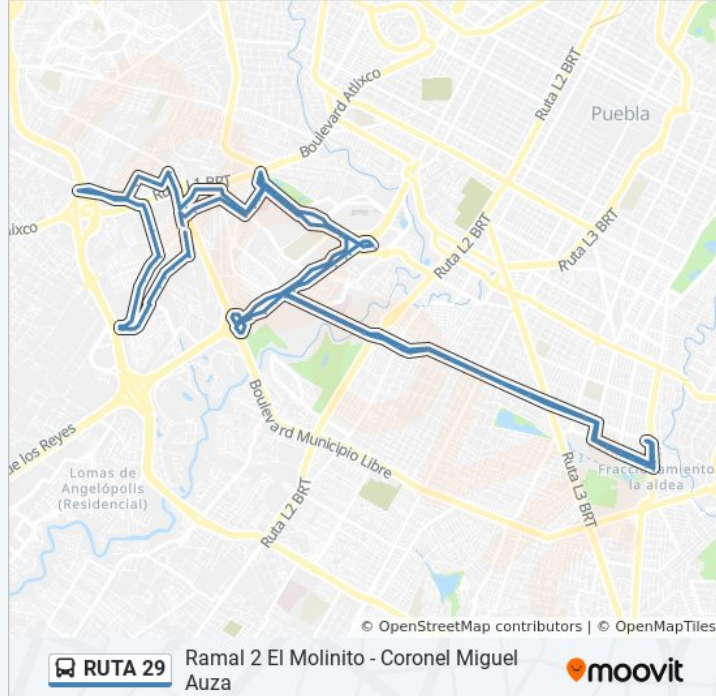 Boulevard Atlixco
Ruta L2 BRT
Puebla
Ruta L1 BRT
lixco
Ruta L2 BRT
Ruta L3 BRT
Boulevard Municipio Libre
de los Reyes
Lomas de
Angelópolis
(Residencial)
Fraccionamiento
la aldea
Ruta L3 BRT
Ruta L2 BRT
© OpenStreetMap contributors | © OpenMapTiles
RUTA 29
Ramal 2 El Molinito - Coronel Miguel
Auza
moovit